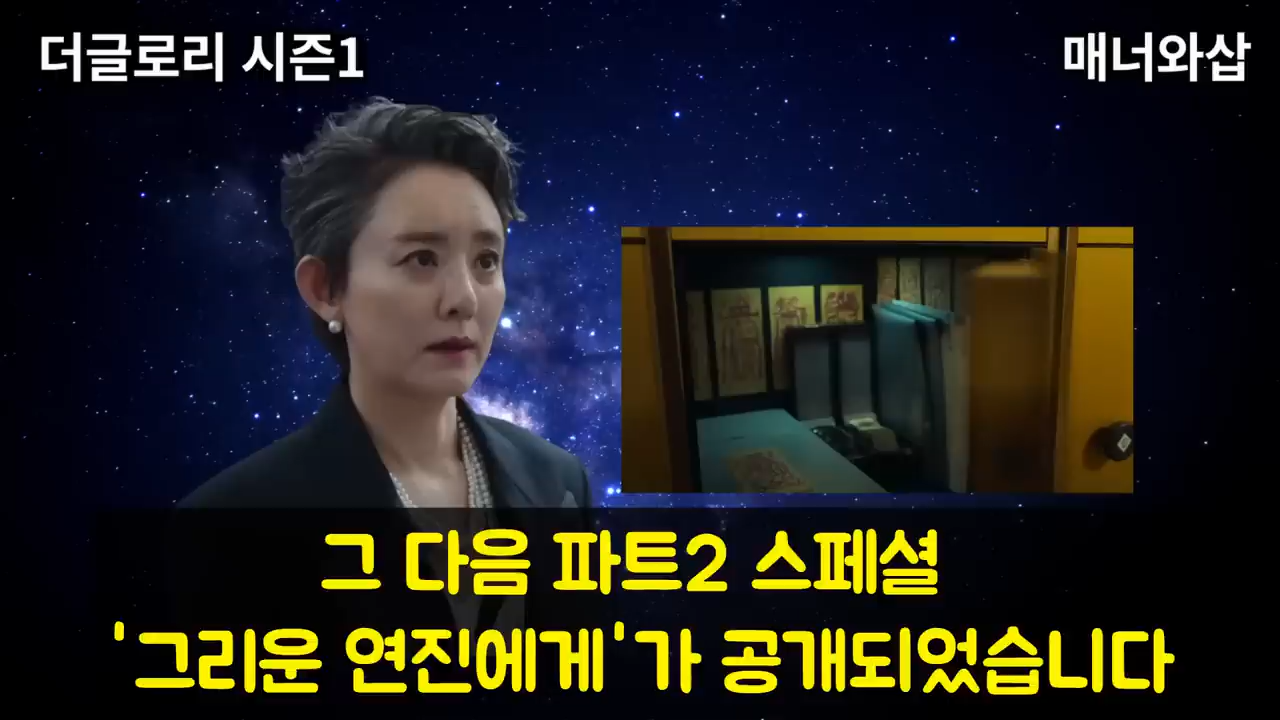 더글로리 시즌1
매너와삽
그 다음 파트2 스페셜
'그리운 연진에게'가 공개되었습니다